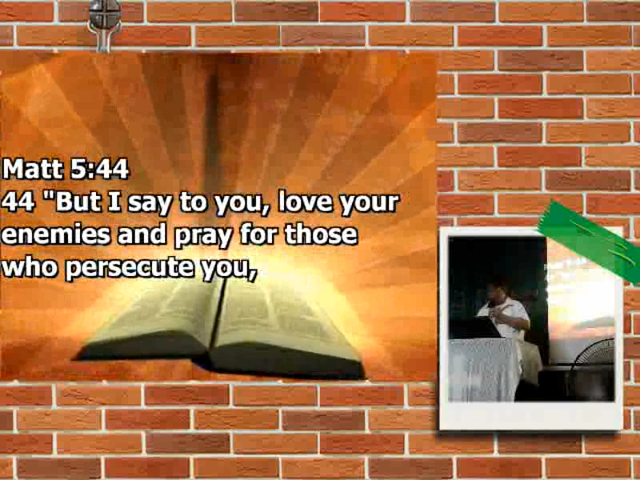 Matt 5:44
44 "But I say to you, love your
enemies and pray for those
who persecute you,